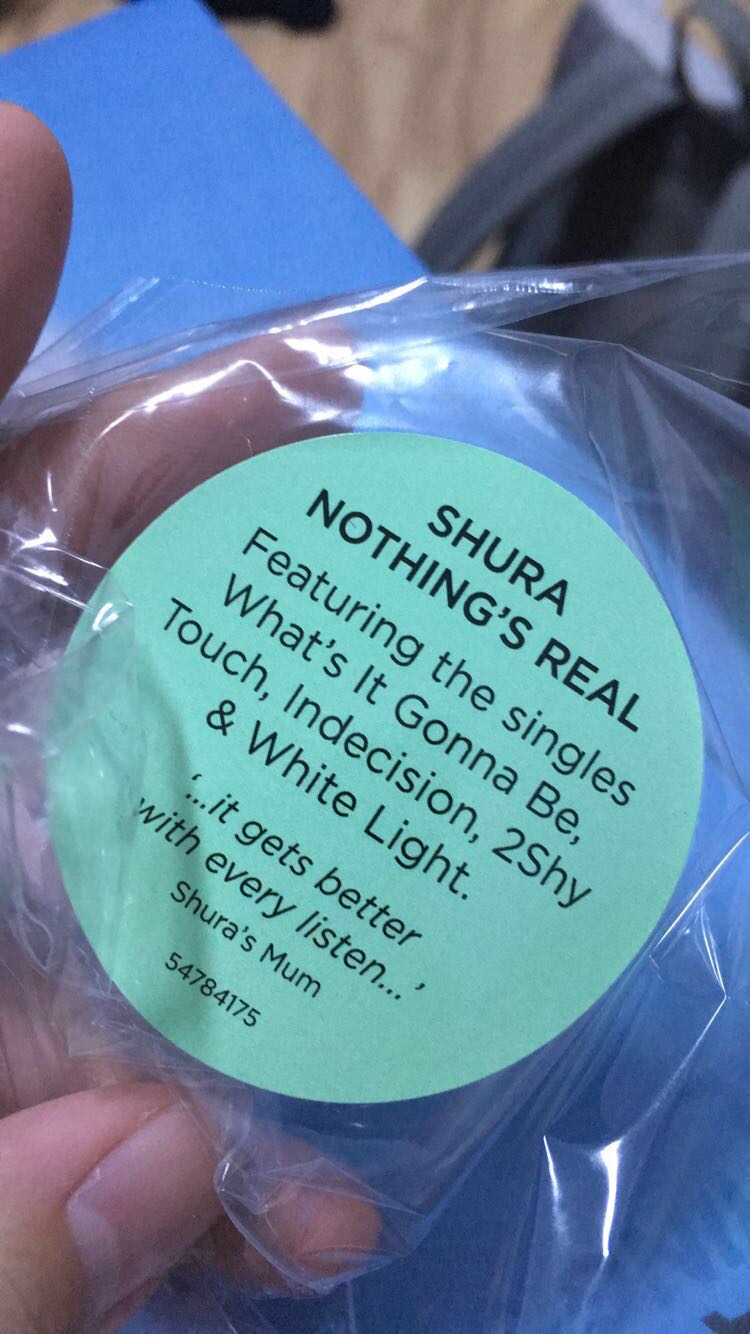 SHURA
NOTHING'S REAL
Featuring the singles
What's It Gonna Be,
Touch, Indecision, 2Shy
& White Light.
'...it gets better
with every listen... '
Shura's Mum
54784175